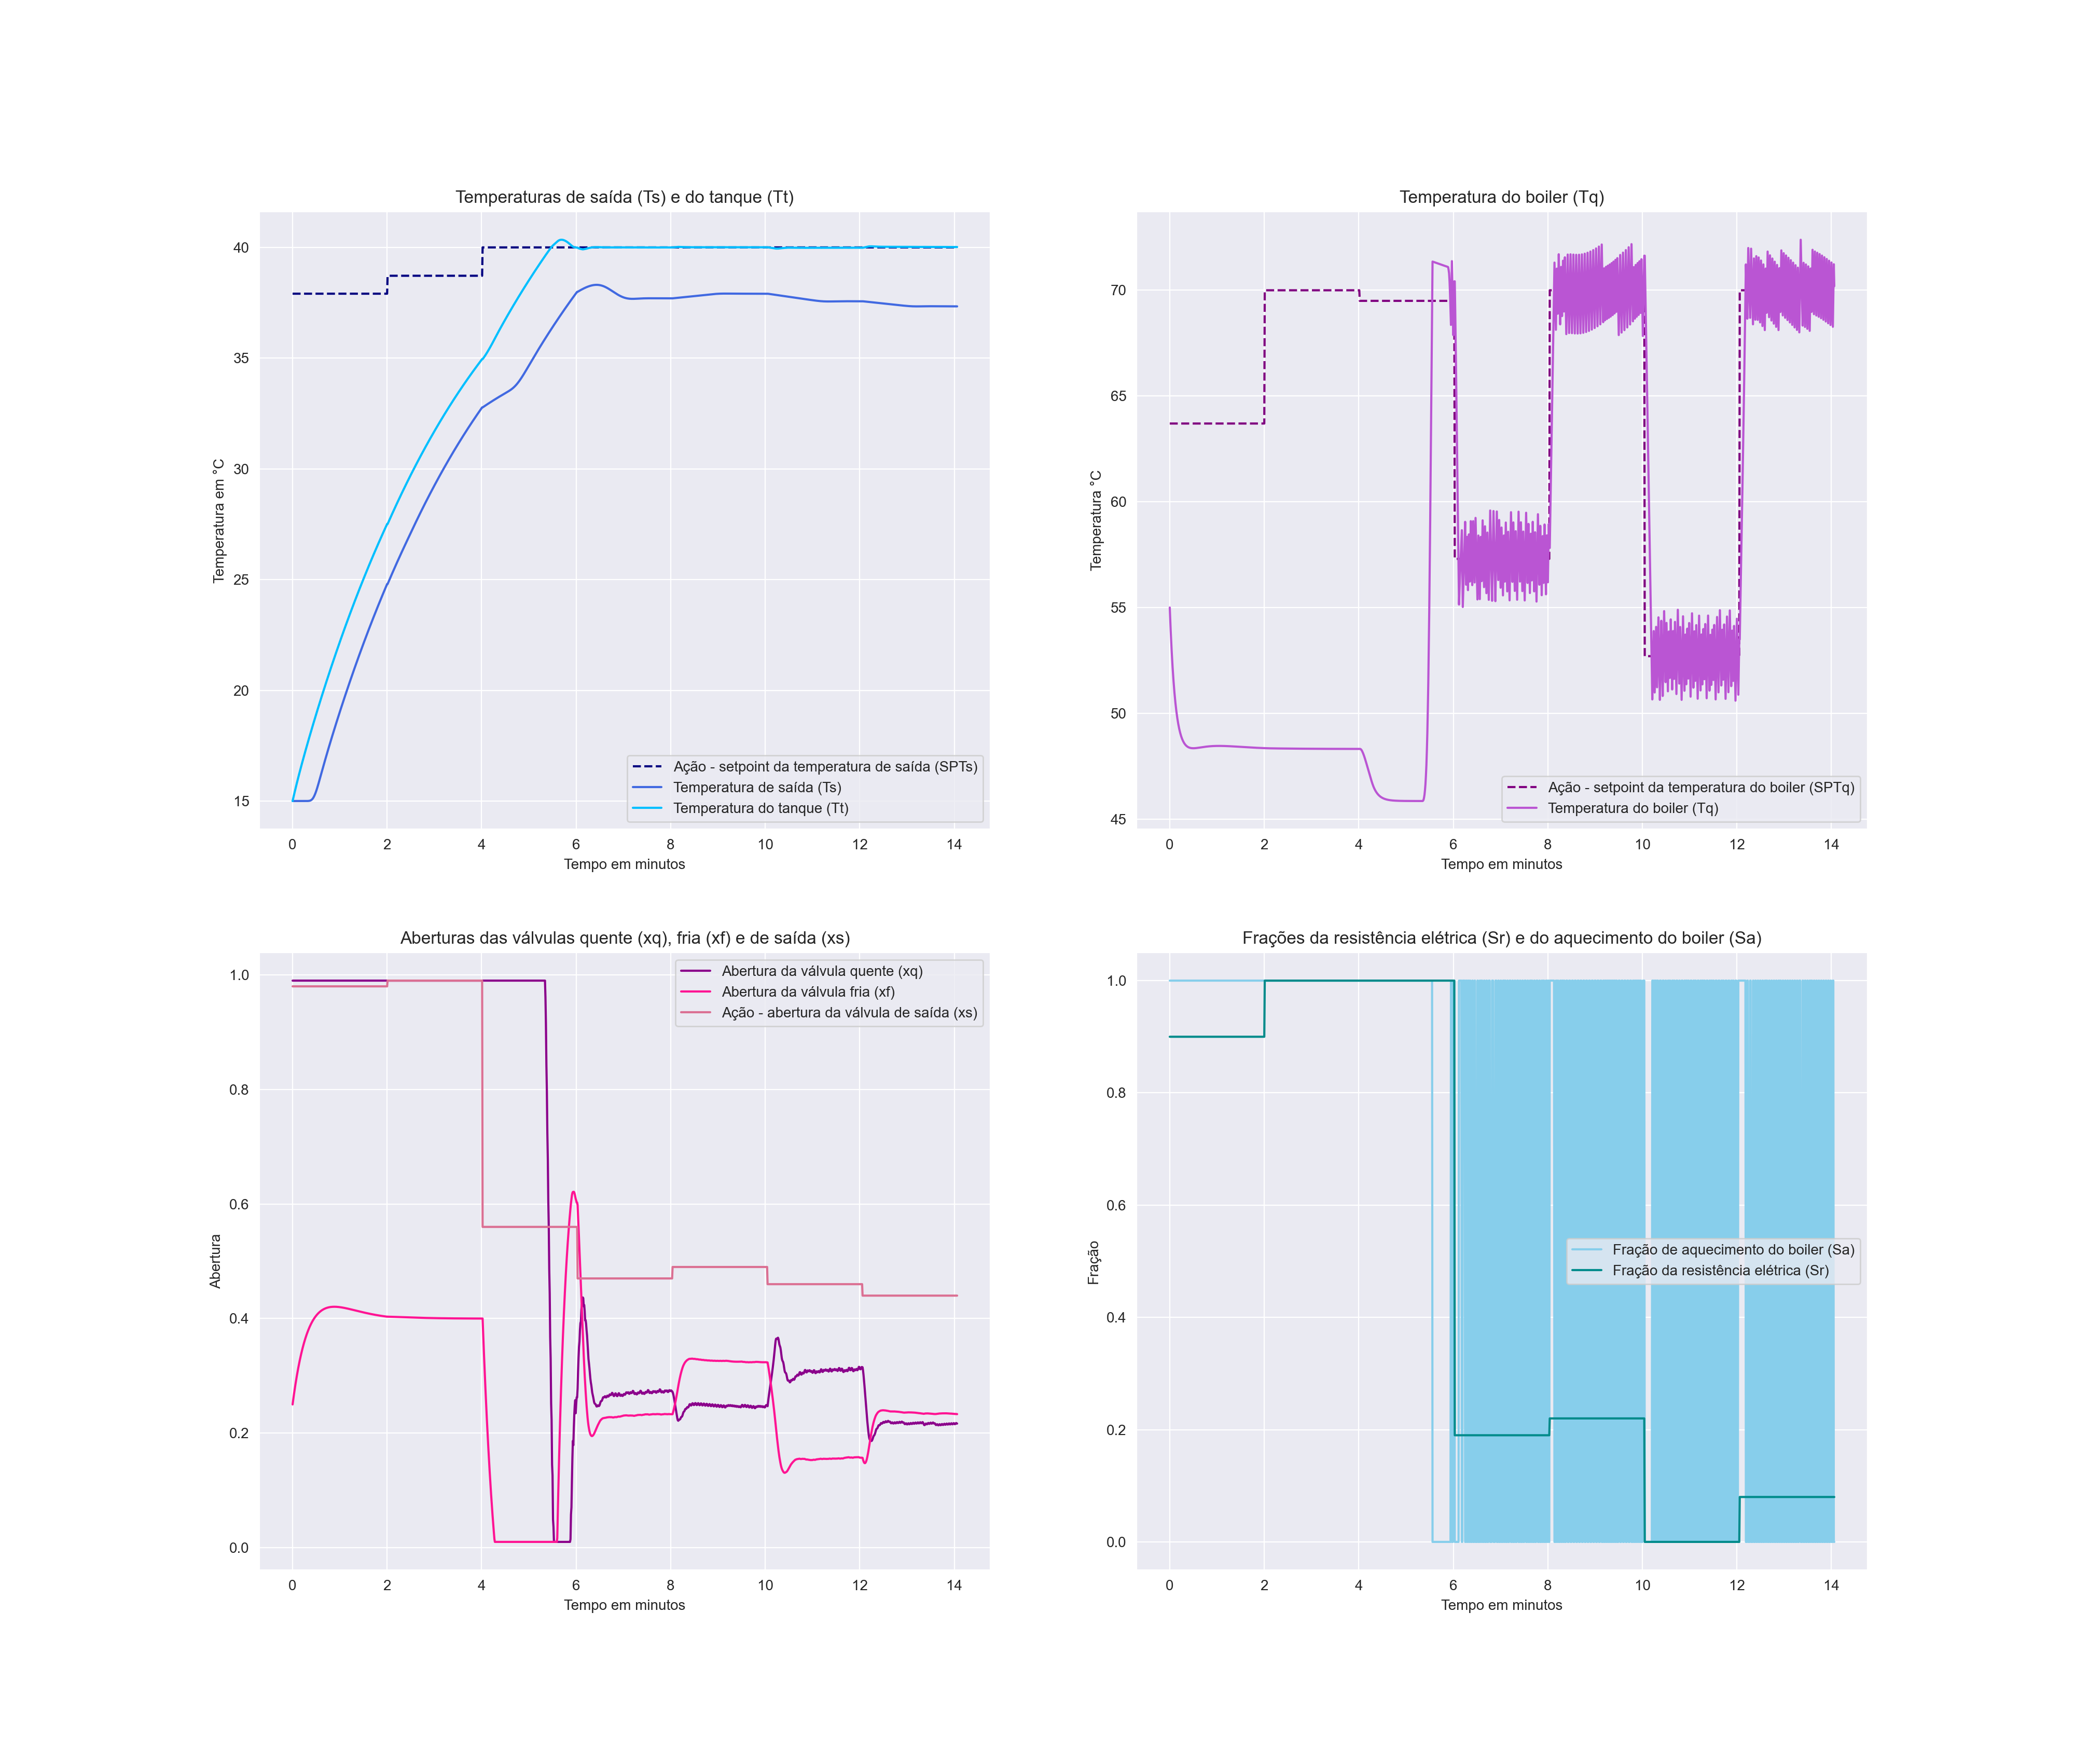 Temperaturas de saída (Ts) e do tanque (Tt)
Temperatura em °C
40
35
30
25
20
15
Ação - setpoint da temperatura de saída (SPTs)
Temperatura de saída (Ts)
Temperatura do tanque (Tt)
0 2 4 6 8 10 12 14
Tempo em minutos
Temperatura do boiler (Tq)
Temperatura °C
70
65
60
55
50
45
Ação - setpoint da temperatura do boiler (SPTq)
Temperatura do boiler (Tq)
0 2 4 6 8 10 12 14
Tempo em minutos
Aberturas das válvulas quente (xq), fria (xf) e de saída (xs)
Abertura
1.0
0.8
0.6
0.4
0.2
0.0
Abertura da válvula quente (xq)
Abertura da válvula fria (xf)
Ação - abertura da válvula de saída (xs)
0 2 4 6 8 10 12 14
Tempo em minutos
Frações da resistência elétrica (Sr) e do aquecimento do boiler (Sa)
Fração
1.0
0.8
0.6
0.4
0.2
0.0
Fração de aquecimento do boiler (Sa)
Fração da resistência elétrica (Sr)
0 2 4 6 8 10 12 14
Tempo em minutos